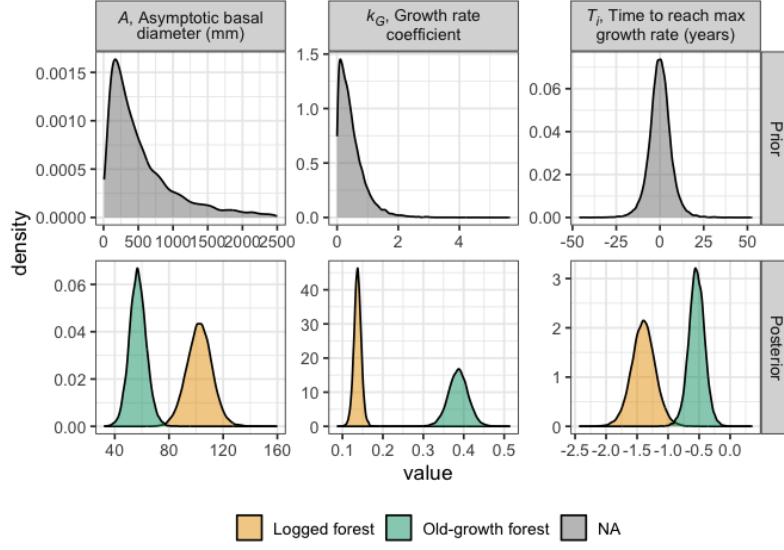 A, Asymptotic basal
diameter (mm)
k_G, Growth rate
coefficient
T_i, Time to reach max
growth rate (years)
0.0015
0.0010
0.0005
0.0000
0 500 1000 1500 2000 2500
1.5
1.0
0.5
0.0
0 2 4
0.06
0.04
0.02
0.00
-50 -25 0 25 50
Prior
density
0.06
0.04
0.02
0.00
40 80 120 160
40
30
20
10
0
0.1 0.2 0.3 0.4 0.5
3
2
1
0
-2.5 -2.0 -1.5 -1.0 -0.5 0.0
Posterior
value
Logged forest Old-growth forest NA